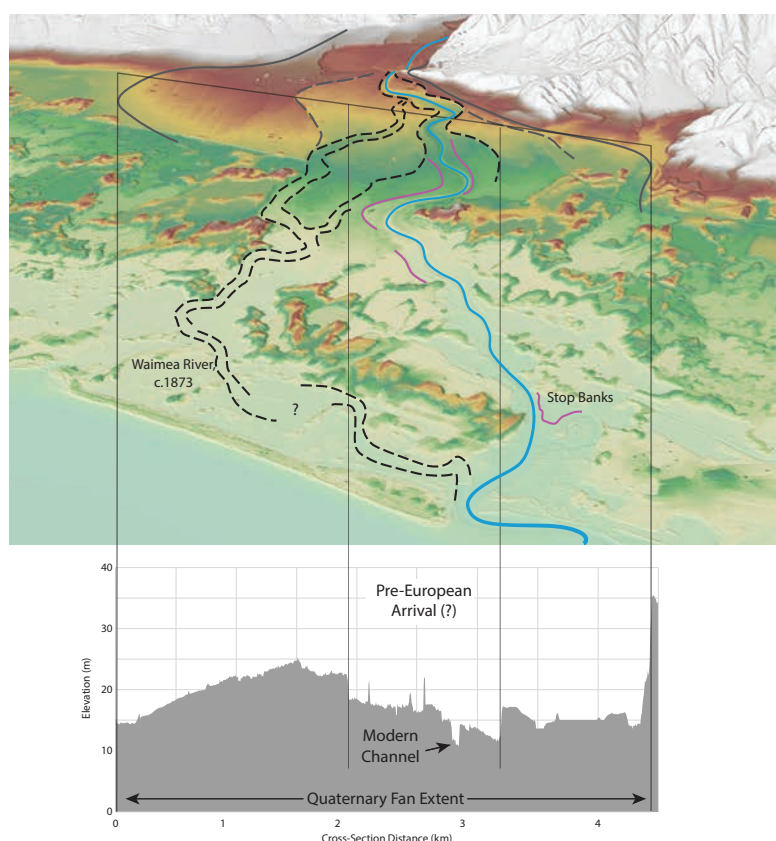 Waimea River,
c.1873
?
Stop Banks
40
Pre-European
Arrival (?)
30
Elevation (m)
20
Modern
Channel
10
Quaternary Fan Extent
0
0 1 2 3 4
Cross-Section Distance (km)